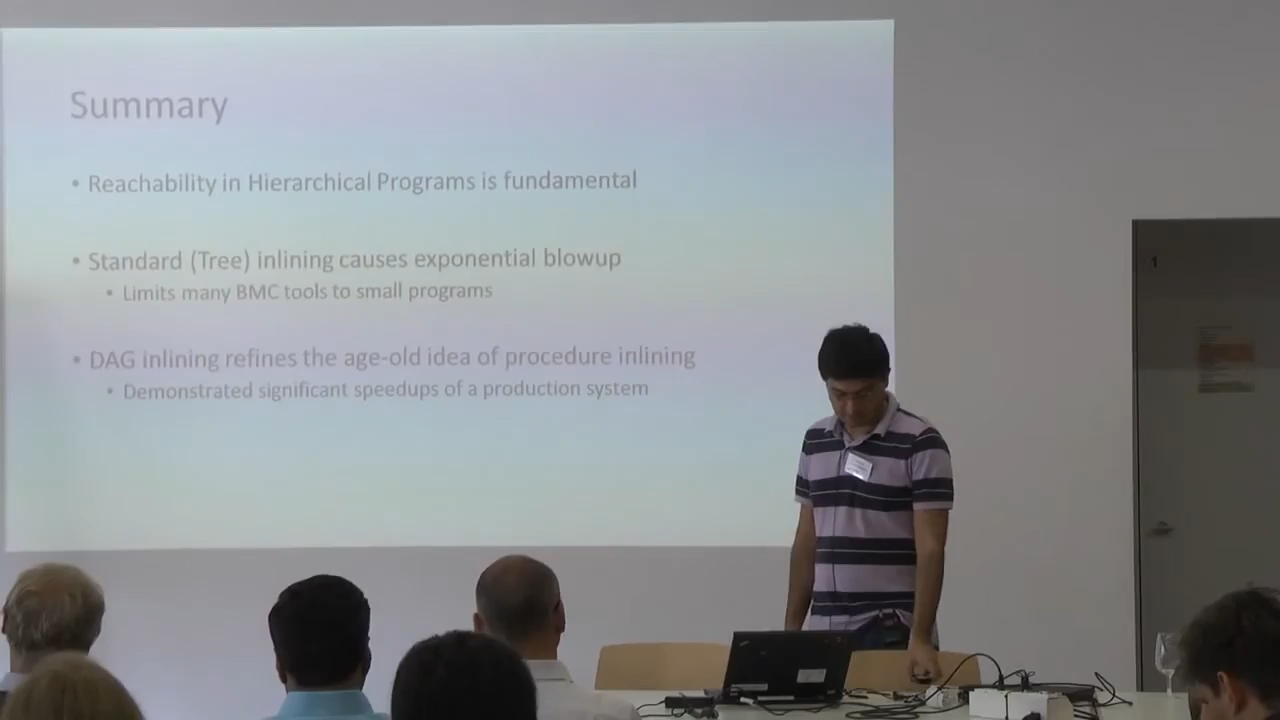 Summary
• Reachability in Hierarchical Programs is fundamental
• Standard (Tree) inlining causes exponential blowup
• Limits many BMC tools to small programs
• DAG inlining refines the age-old idea of procedure inlining
• Demonstrated significant speedups of a production system
1